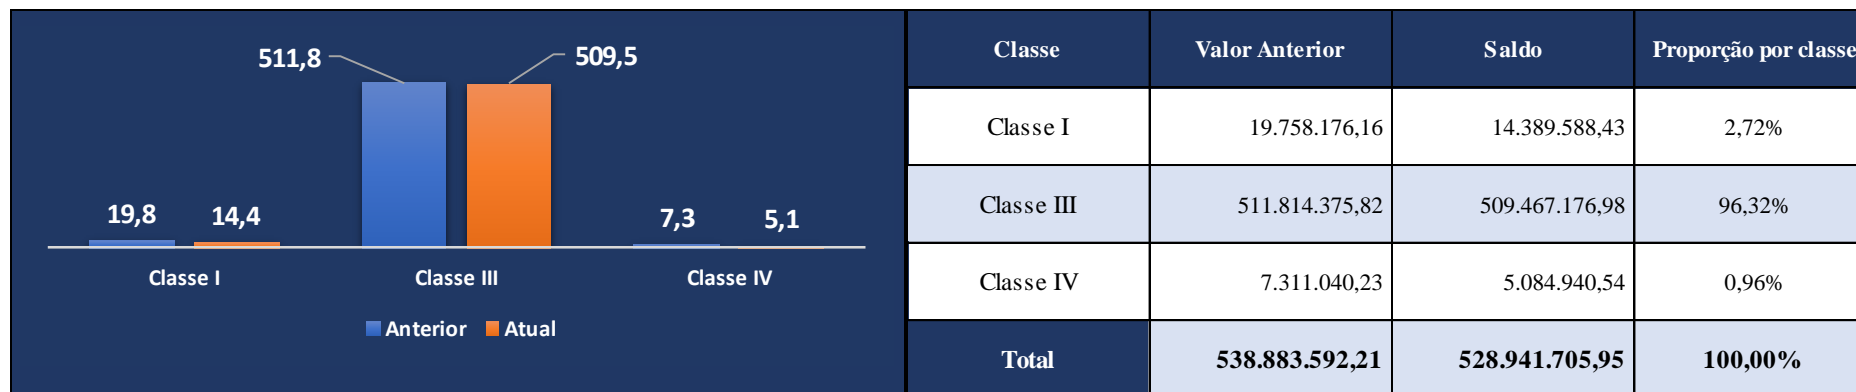 511,8
509,5
19,8
14,4
7,3
5,1
Classe I
Classe III
Classe IV
Anterior
Atual
Classe Valor Anterior Saldo Proporção por classe
Classe I 19.758.176,16 14.389.588,43 2,72%
Classe III 511.814.375,82 509.467.176,98 96,32%
Classe IV 7.311.040,23 5.084.940,54 0,96%
Total 538.883.592,21 528.941.705,95 100,00%